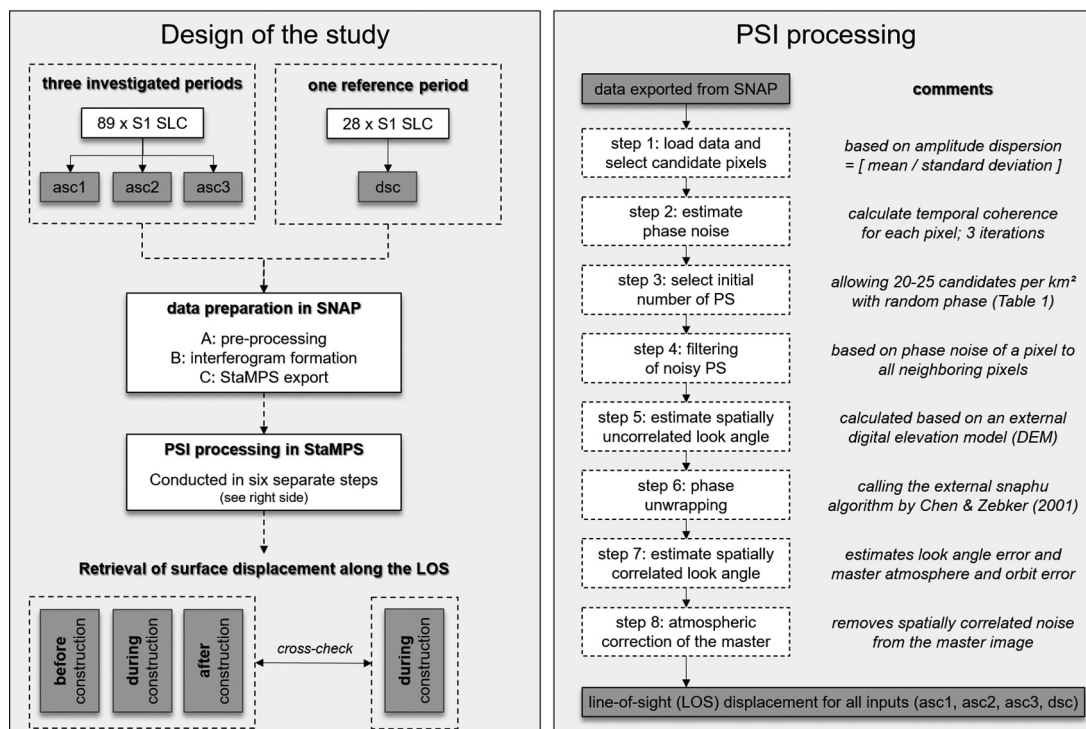 Design of the study
three investigated periods
89 x S1 SLC
asc1
asc2
asc3
one reference period
28 x S1 SLC
dsc
data preparation in SNAP
A: pre-processing
B: interferogram formation
C: StaMPS export
PSI processing in StaMPS
Conducted in six separate steps
(see right side)
Retrieval of surface displacement along the LOS
before
construction
during
construction
after
construction
cross-check
during
construction
PSI processing
data exported from SNAP
comments
step 1: load data and
select candidate pixels
based on amplitude dispersion
= [ mean / standard deviation ]
step 2: estimate
phase noise
calculate temporal coherence
for each pixel; 3 iterations
step 3: select initial
number of PS
allowing 20-25 candidates per km²
with random phase (Table 1)
step 4: filtering
of noisy PS
based on phase noise of a pixel to
all neighboring pixels
step 5: estimate spatially
uncorrelated look angle
calculated based on an external
digital elevation model (DEM)
step 6: phase
unwrapping
calling the external snaphu
algorithm by Chen & Zebker (2001)
step 7: estimate spatially
correlated look angle
estimates look angle error and
master atmosphere and orbit error
step 8: atmospheric
correction of the master
removes spatially correlated noise
from the master image
line-of-sight (LOS) displacement for all inputs (asc1, asc2, asc3, dsc)